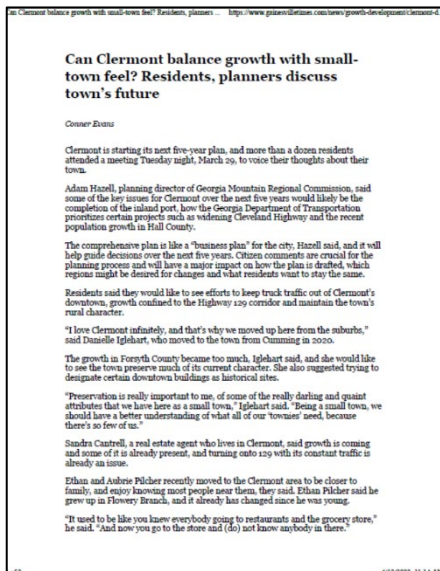 an Clermont balance growth with small-town feel? Residents, planners ... https://www.gainesvilletimes.com/news/growth-development/clermont-d
Can Clermont balance growth with small-
town feel? Residents, planners discuss
town's future
Conner Evans
Clermont is starting its next five-year plan, and more than a dozen residents
attended a meeting Tuesday night, March 29, to voice their thoughts about their
town.
Adam Hazell, planning director of Georgia Mountain Regional Commission, said
some of the key issues for Clermont over the next five years would likely be the
completion of the inland port, how the Georgia Department of Transportation
prioritizes certain projects such as widening Cleveland Highway and the recent
population growth in Hall County.
The comprehensive plan is like a "business plan" for the city, Hazell said, and it will
help guide decisions over the next five years. Citizen comments are crucial for the
planning process and will have a major impact on how the plan is drafted, which
regions might be desired for changes and what residents want to stay the same.
Residents said they would like to see efforts to keep truck traffic out of Clermont's
downtown, growth confined to the Highway 129 corridor and maintain the town's
rural character.
"I love Clermont infinitely, and that's why we moved up here from the suburbs,"
said Danielle Iglehart, who moved to the town from Cumming in 2020.
The growth in Forsyth County became too much, Iglehart said, and she would like
to see the town preserve much of its current character. She also suggested trying to
designate certain downtown buildings as historical sites.
"Preservation is really important to me, of some of the really darling and quaint
attributes that we have here as a small town," Iglehart said. "Being a small town, we
should have a better understanding of what all of our 'townies' need, because
there's so few of us."
Sandra Cantrell, a real estate agent who lives in Clermont, said growth is coming
and some of it is already present, and turning onto 129 with its constant traffic is
already an issue.
Ethan and Aubrie Pilcher recently moved to the Clermont area to be closer to
family, and enjoy knowing most people near them, they said. Ethan Pilcher said he
grew up in Flowery Branch, and it already has changed since he was young.
"It used to be like you knew everybody going to restaurants and the grocery store,"
he said. "And now you go to the store and (do) not know anybody in there."